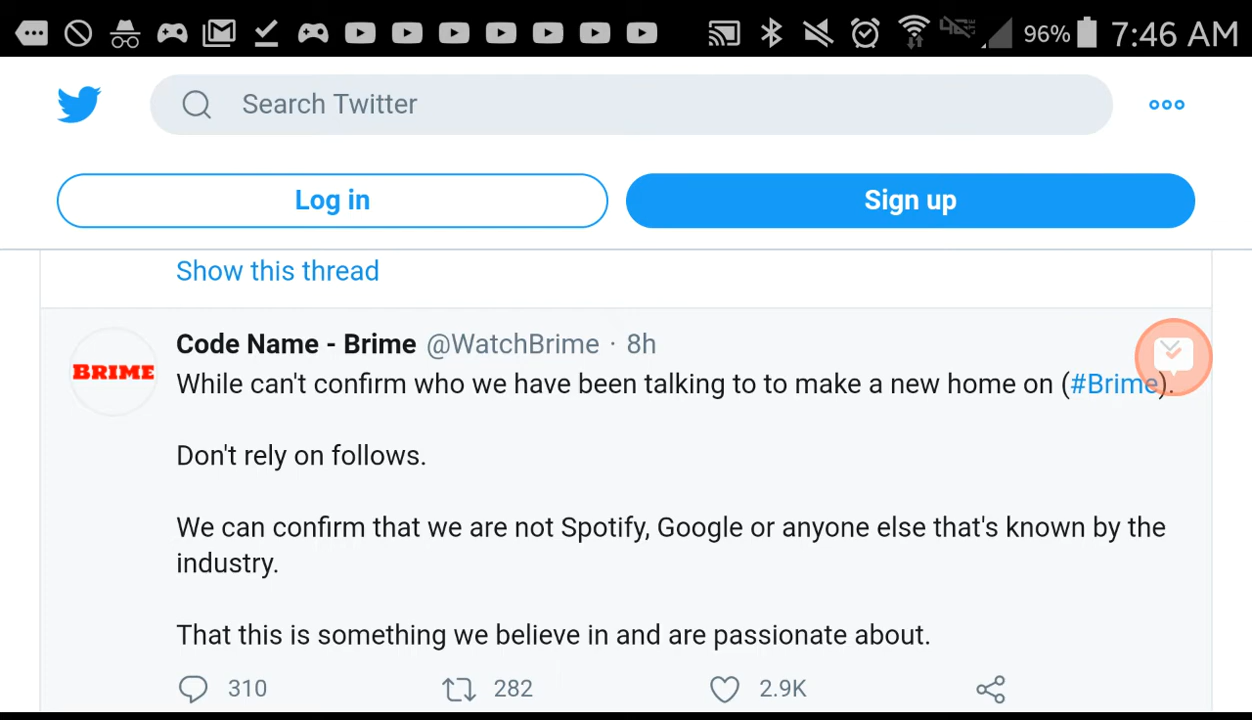 96% 7:46 AM
Search Twitter
Log in
Sign up
Show this thread
Code Name - Brime @WatchBrime · 8h
BRIME
While can't confirm who we have been talking to to make a new home on (#Brime).
Don't rely on follows.
We can confirm that we are not Spotify, Google or anyone else that's known by the
industry.
That this is something we believe in and are passionate about.
310 282 2.9K